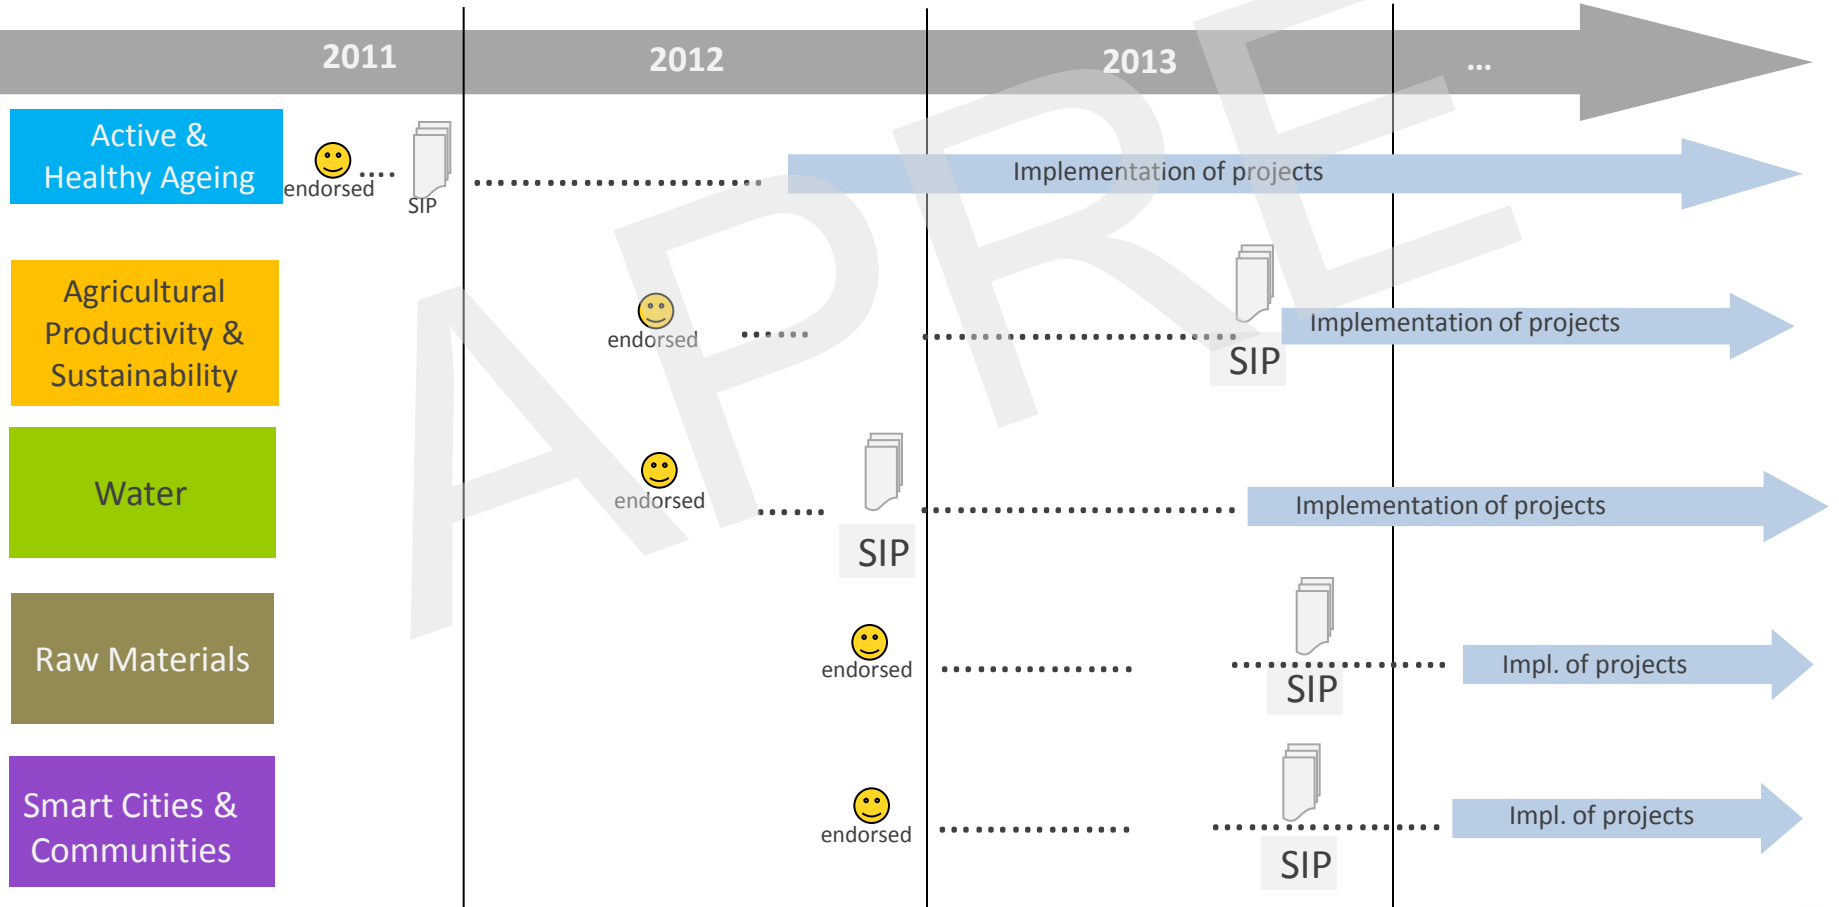 2011 2012 2013 ...
Active &
Healthy Ageing
endorsed
SIP
Implementation of projects
Agricultural
Productivity &
Sustainability
endorsed
SIP
Implementation of projects
Water
endorsed
SIP
Implementation of projects
Raw Materials
endorsed
SIP
Impl. of projects
Smart Cities &
Communities
endorsed
SIP
Impl. of projects
APRE